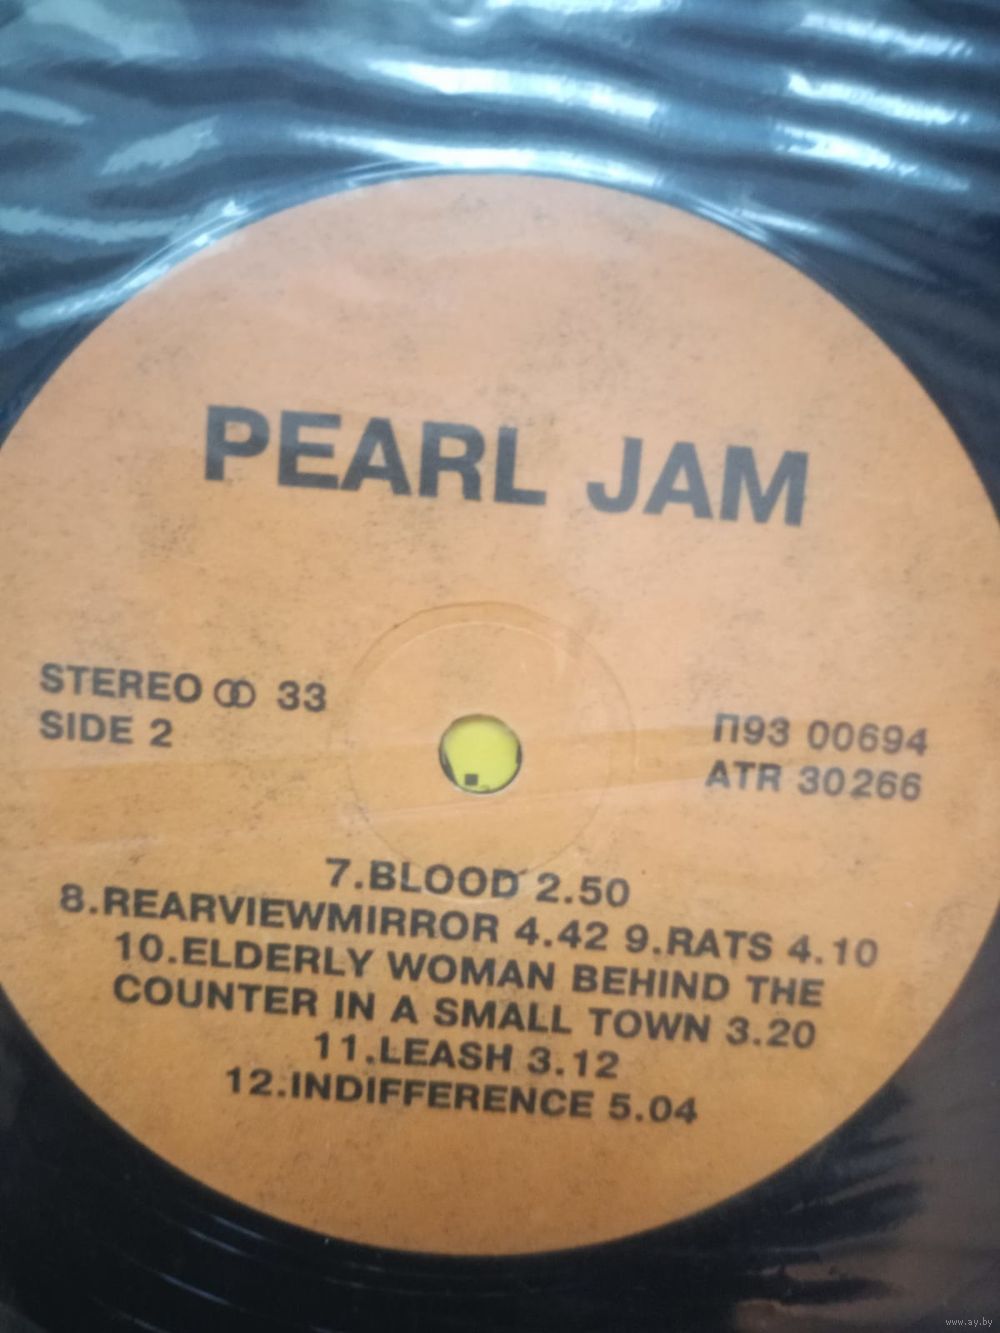 PEARL JAM
STEREO ↀ 33
SIDE 2
П93 00694
ATR 30266
7.BLOOD 2.50
8.REARVIEWMIRROR 4.42 9.RATS 4.10
10.ELDERLY WOMAN BEHIND THE
COUNTER IN A SMALL TOWN 3.20
11.LEASH 3.12
12.INDIFFERENCE 5.04
www.ay.by